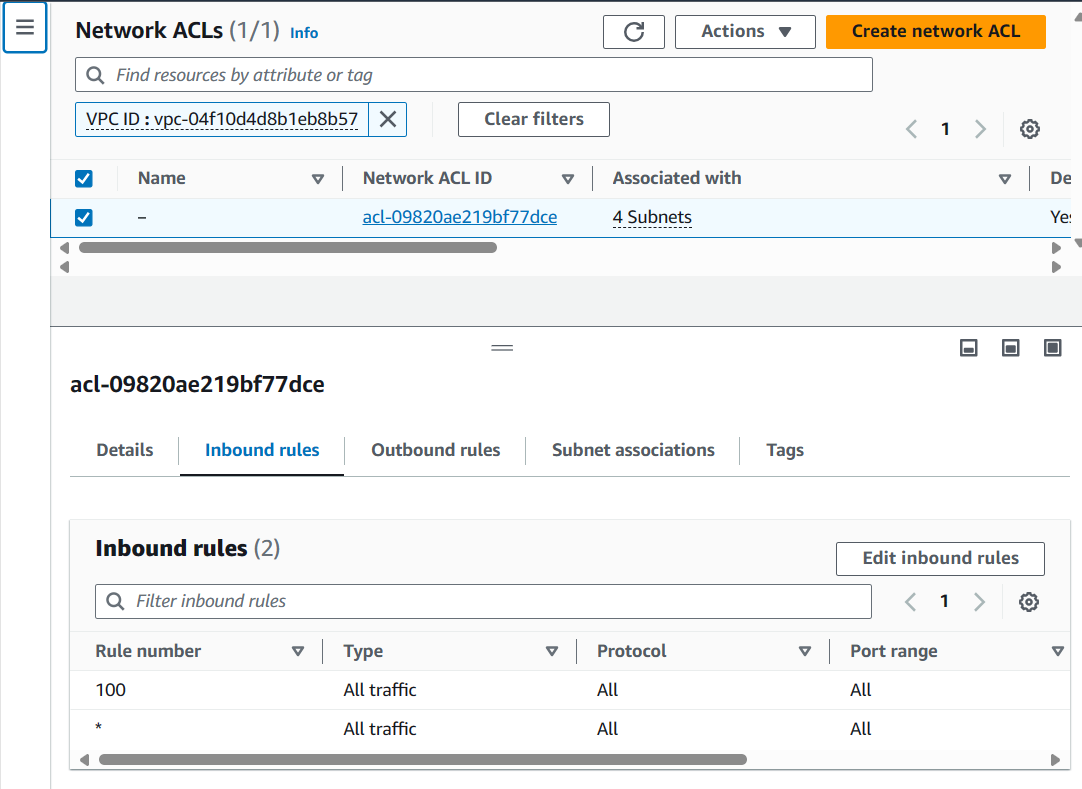 Network ACLs (1/1) Info
Actions
Create network ACL
Find resources by attribute or tag
VPC ID : vpc-04f10d4d8b1eb8b57
Clear filters
1
Name Network ACL ID Associated with De
– acl-09820ae219bf77dce 4 Subnets Yes
acl-09820ae219bf77dce
Details Inbound rules Outbound rules Subnet associations Tags
Inbound rules (2)
Edit inbound rules
Filter inbound rules
1
Rule number Type Protocol Port range
100 All traffic All All
* All traffic All All